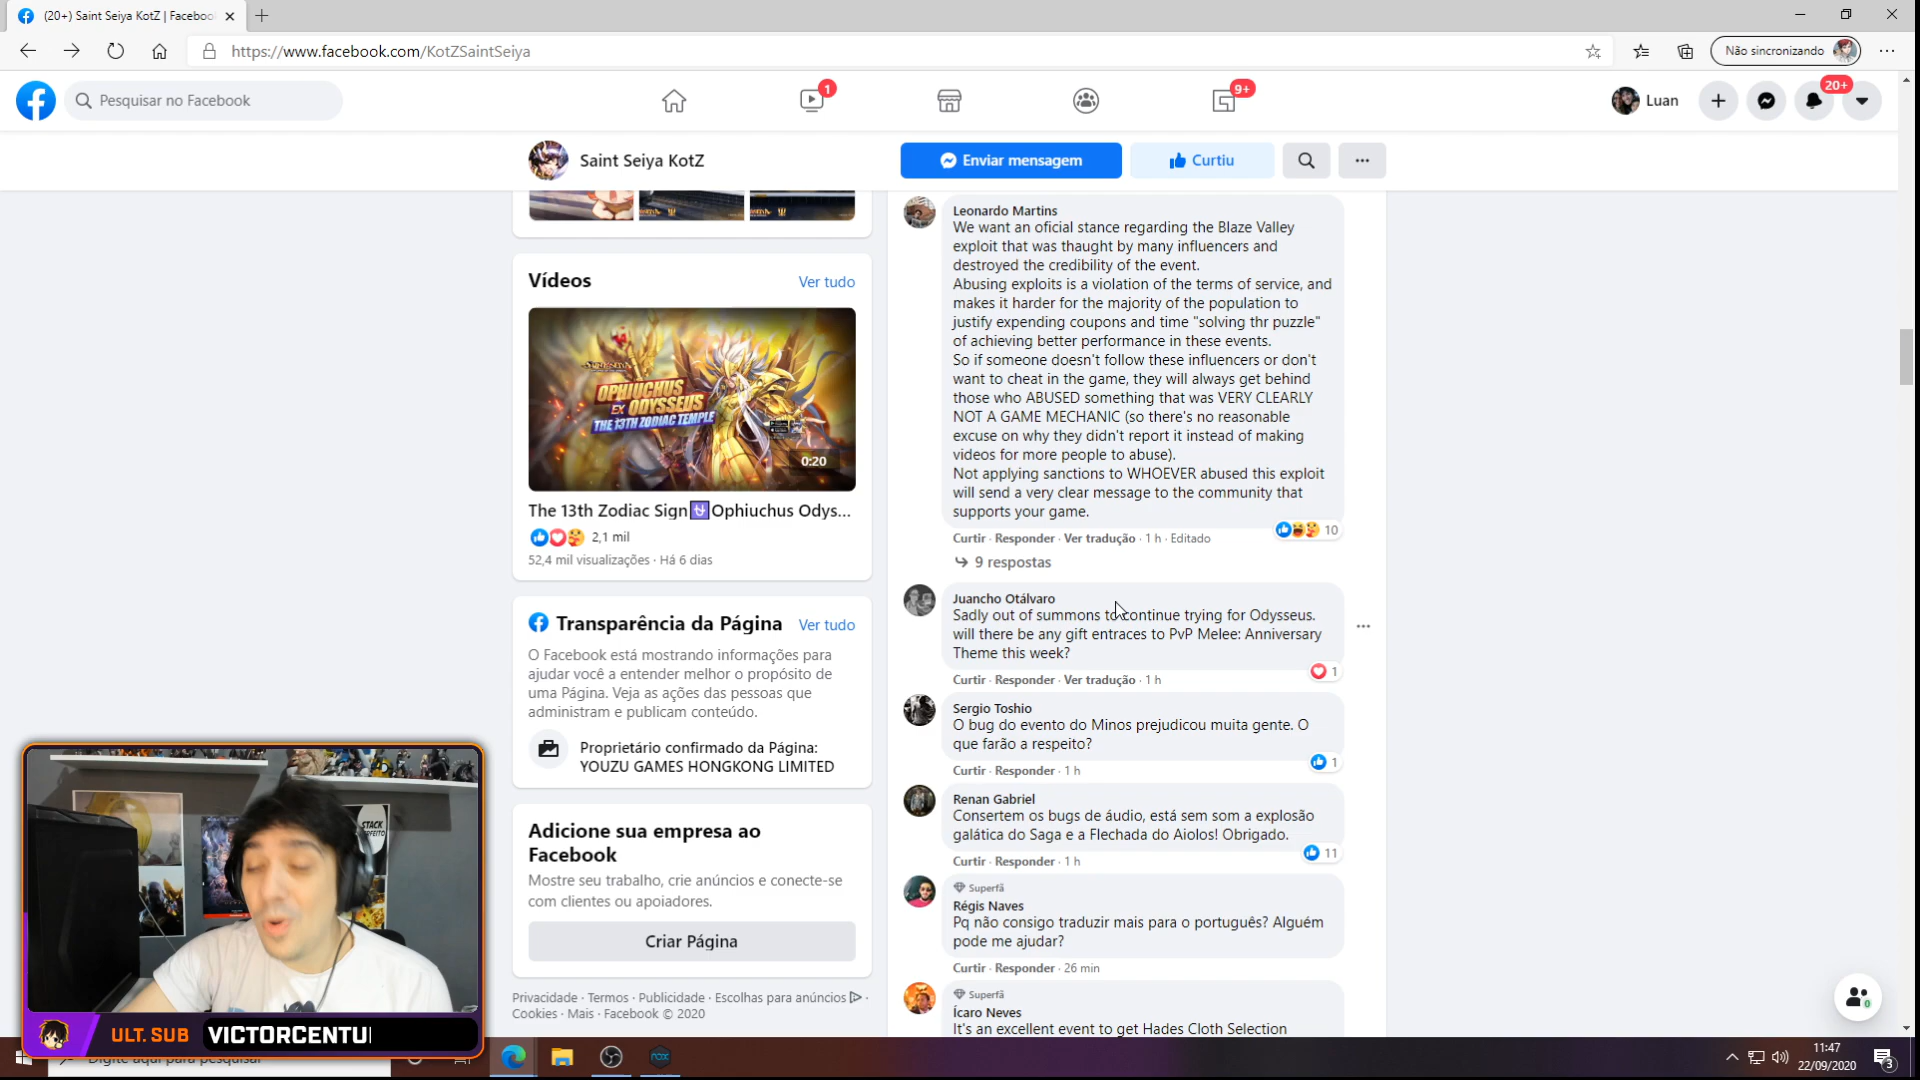 (20+) Saint Seiya KotZ | Faceboo
https://www.facebook.com/KotZSaintSeiya
Não sincronizando
Pesquisar no Facebook
1
9+
Luan
20+
Saint Seiya KotZ
Enviar mensagem
Curtiu
Vídeos
Ver tudo
OPHIUCHUS
EX ODYSSEUS
THE 13TH ZODIAC TEMPLE
0:20
The 13th Zodiac Sign⛎Ophiuchus Odys...
2,1 mil
52,4 mil visualizações · Há 6 dias
Transparência da Página
Ver tudo
O Facebook está mostrando informações para
ajudar você a entender melhor o propósito de
uma Página. Veja as ações das pessoas que
administram e publicam conteúdo.
Proprietário confirmado da Página:
YOUZU GAMES HONGKONG LIMITED
Adicione sua empresa ao
Facebook
Mostre seu trabalho, crie anúncios e conecte-se
com clientes ou apoiadores.
Criar Página
Privacidade · Termos · Publicidade · Escolhas para anúncios ·
Cookies · Mais · Facebook © 2020
Leonardo Martins
We want an oficial stance regarding the Blaze Valley
exploit that was thaught by many influencers and
destroyed the credibility of the event.
Abusing exploits is a violation of the terms of service, and
makes it harder for the majority of the population to
justify expending coupons and time "solving thr puzzle"
of achieving better performance in these events.
So if someone doesn't follow these influencers or don't
want to cheat in the game, they will always get behind
those who ABUSED something that was VERY CLEARLY
NOT A GAME MECHANIC (so there's no reasonable
excuse on why they didn't report it instead of making
videos for more people to abuse).
Not applying sanctions to WHOEVER abused this exploit
will send a very clear message to the community that
supports your game.
10
Curtir · Responder · Ver tradução · 1 h · Editado
9 respostas
Juancho Otálvaro
Sadly out of summons to continue trying for Odysseus.
will there be any gift entraces to PvP Melee: Anniversary
Theme this week?
1
Curtir · Responder · Ver tradução · 1 h
Sergio Toshio
O bug do evento do Minos prejudicou muita gente. O
que farão a respeito?
1
Curtir · Responder · 1 h
Renan Gabriel
Consertem os bugs de áudio, está sem som a explosão
galática do Saga e a Flechada do Aiolos! Obrigado.
11
Curtir · Responder · 1 h
Superfã
Régis Naves
Pq não consigo traduzir mais para o português? Alguém
pode me ajudar?
Curtir · Responder · 26 min
Superfã
Ícaro Neves
It's an excellent event to get Hades Cloth Selection
0
STACK
ULT. SUB
VICTORCENTU
Digite aqui para pesquisar
nox
11:47
22/09/2020
3